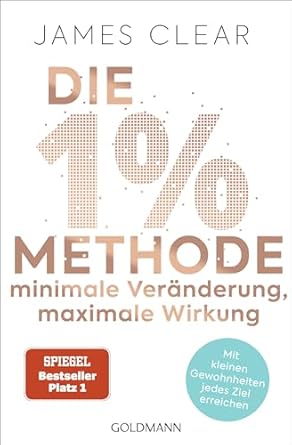 JAMES CLEAR
DIE
1%
METHODE
minimale Veränderung,
maximale Wirkung
SPIEGEL
Bestseller
Platz 1
Mit
kleinen
Gewohnheiten
jedes Ziel
erreichen
GOLDMANN